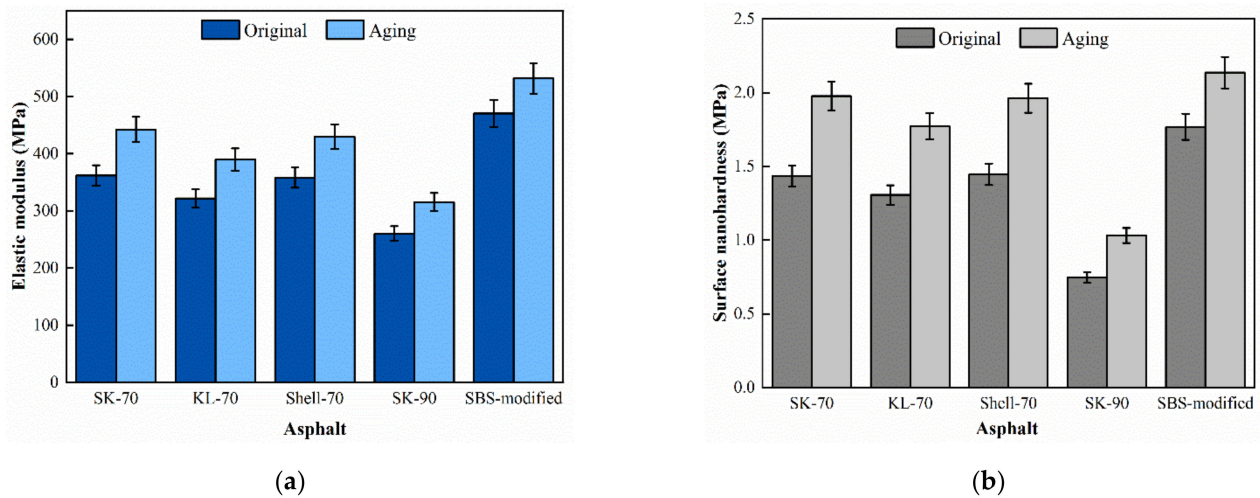 Original Aging
Elastic modulus (MPa)
600
500
400
300
200
100
0
SK-70 KL-70 Shell-70 SK-90 SBS-modified
Asphalt
(a)
Original Aging
Surface nanohardness (MPa)
2.5
2.0
1.5
1.0
0.5
0.0
SK-70 KL-70 Shell-70 SK-90 SBS-modified
Asphalt
(b)